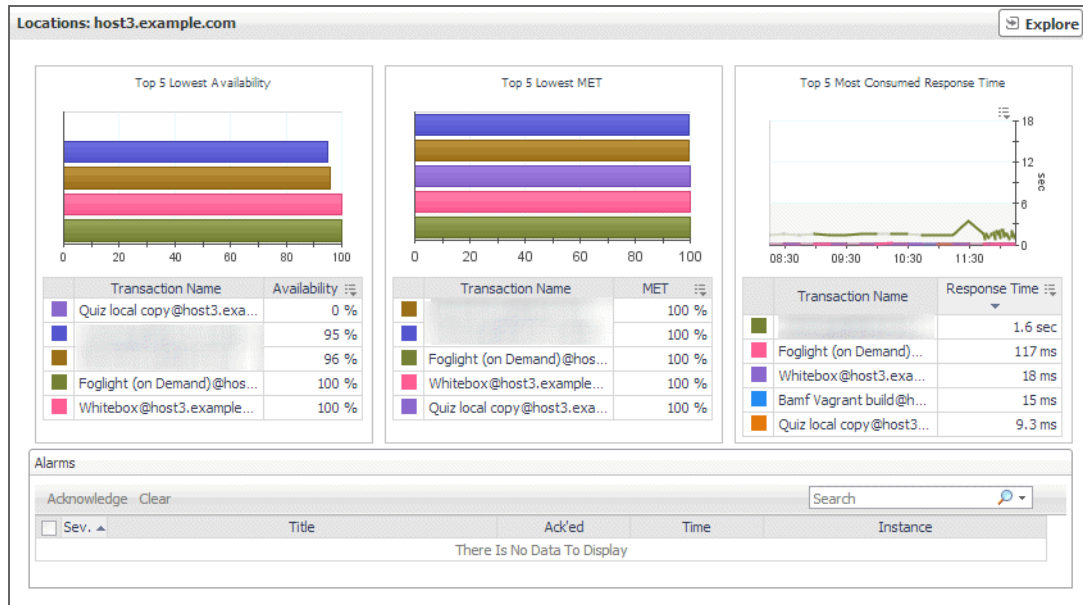 Locations: host3.example.com
Explore
Top 5 Lowest Availability
0 20 40 60 80 100
Transaction Name Availability
Quiz local copy@host3.exa... 0 %
95 %
96 %
Foglight (on Demand)@hos... 100 %
Whitebox@host3.example... 100 %
Top 5 Lowest MET
0 20 40 60 80 100
Transaction Name MET
100 %
100 %
Foglight (on Demand)@hos... 100 %
Whitebox@host3.example... 100 %
Quiz local copy@host3.exa... 100 %
Top 5 Most Consumed Response Time
18
12
sec
6
0
08:30 09:30 10:30 11:30
Transaction Name Response Time
1.6 sec
Foglight (on Demand)... 117 ms
Whitebox@host3.exa... 18 ms
Bamf Vagrant build@h... 15 ms
Quiz local copy@host3... 9.3 ms
Alarms
Acknowledge Clear Search
Sev. Title Ack'ed Time Instance
There Is No Data To Display